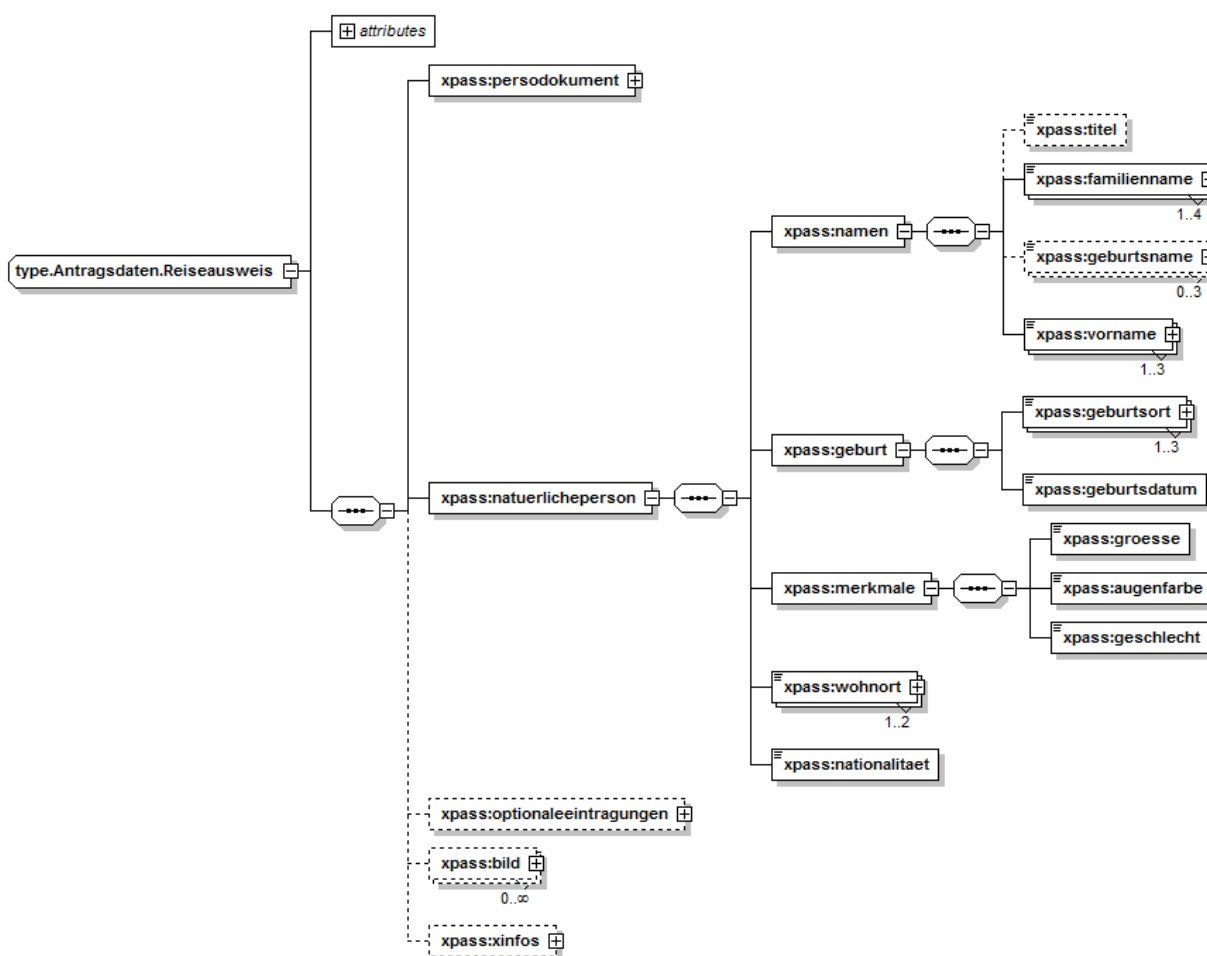 attributes
xpass:persodokument
xpass:titel
xpass:familienname
1..4
xpass:namen
xpass:geburtsname
0..3
type.Antragsdaten.Reiseausweis
xpass:vorname
1..3
xpass:geburtsort
1..3
xpass:geburt
xpass:geburtsdatum
xpass:natuerlicheperson
xpass:groesse
xpass:merkmale
xpass:augenfarbe
xpass:geschlecht
xpass:wohnort
1..2
xpass:nationalitaet
xpass:optionaleeintragungen
xpass:bild
0..∞
xpass:xinfos